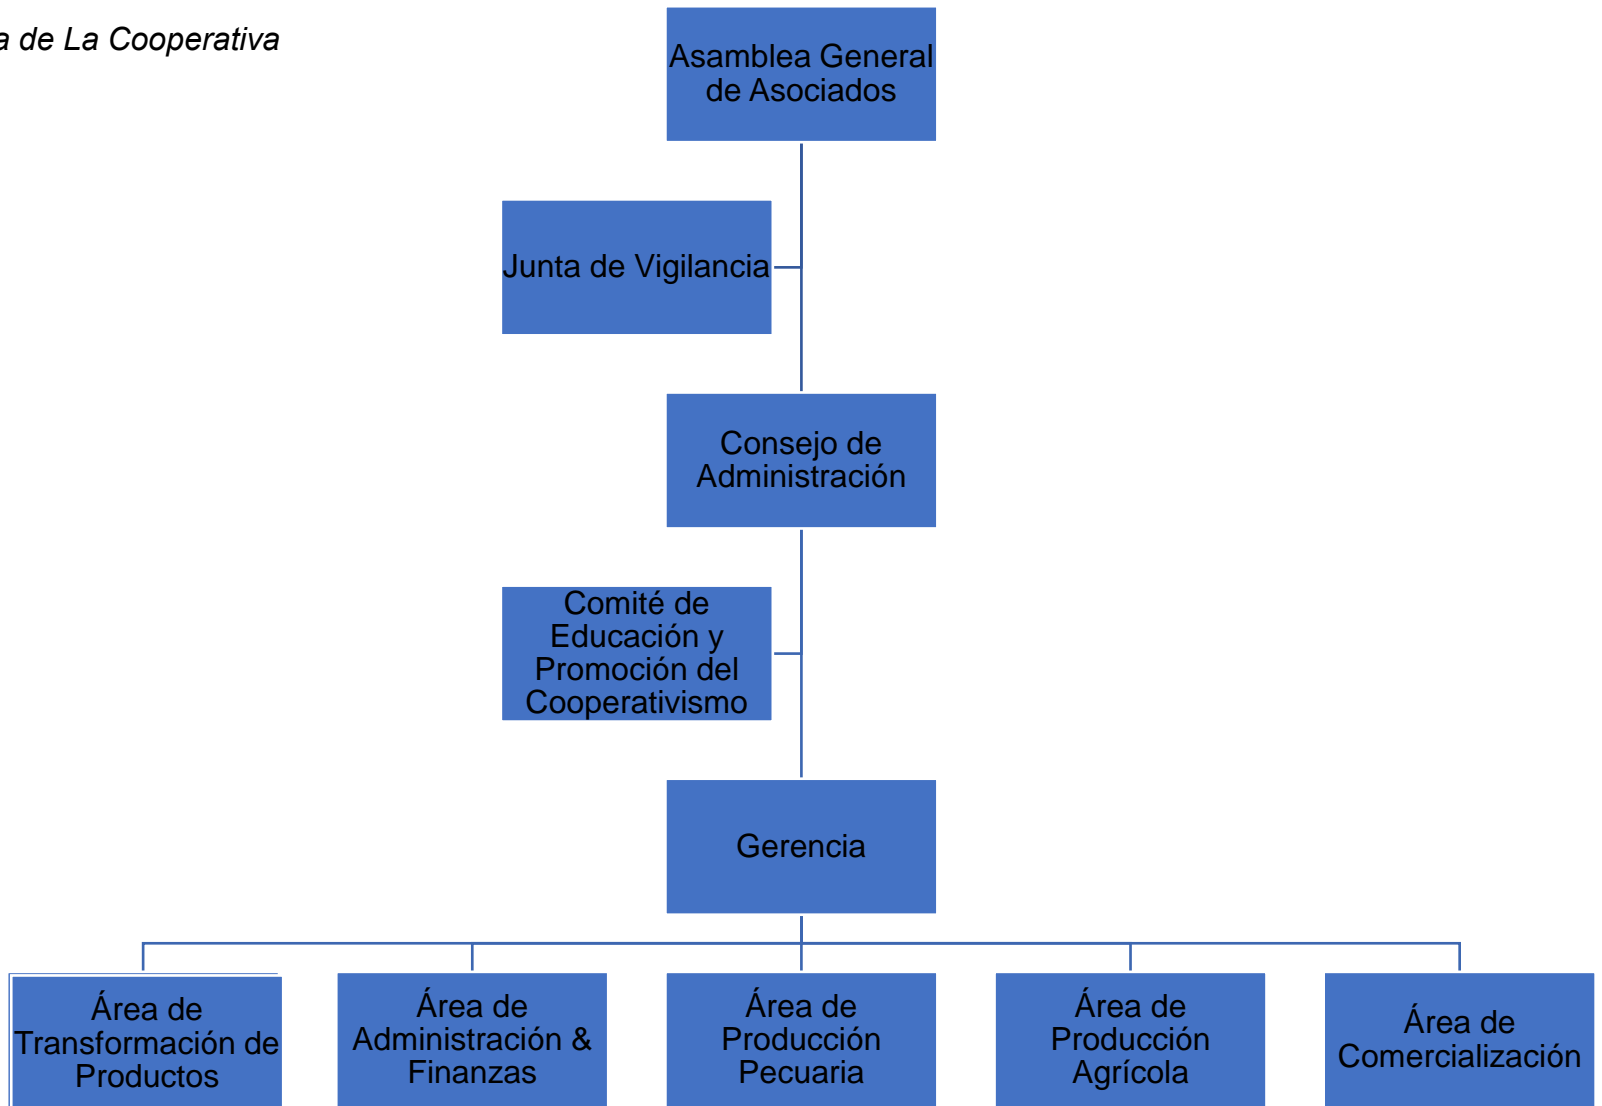 a de La Cooperativa
Asamblea General
de Asociados
Junta de Vigilancia
Consejo de
Administración
Comité de
Educación y
Promoción del
Cooperativismo
Gerencia
Área de
Transformación de
Productos
Área de
Administración &
Finanzas
Área de
Producción
Pecuaria
Área de
Producción
Agrícola
Área de
Comercialización